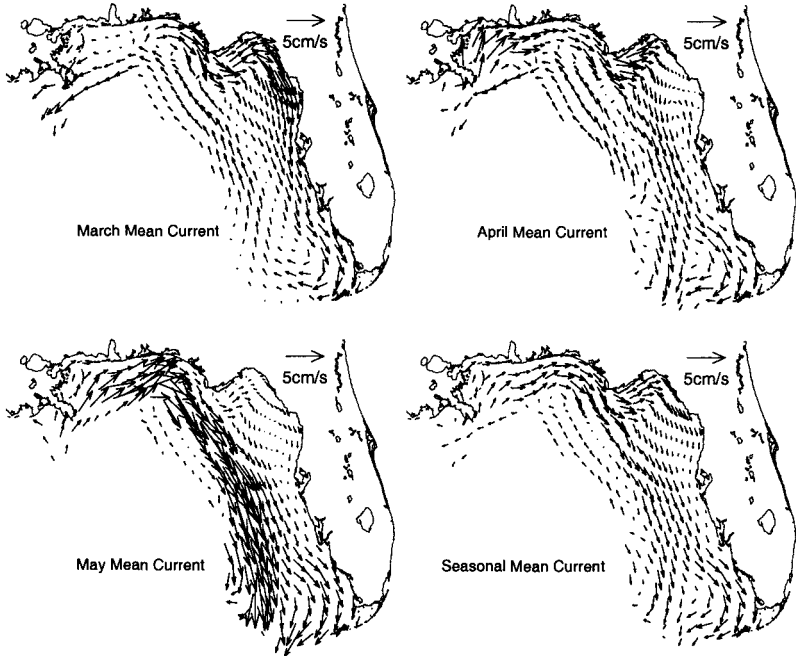 5cm/s
March Mean Current
5cm/s
April Mean Current
5cm/s
May Mean Current
5cm/s
Seasonal Mean Current